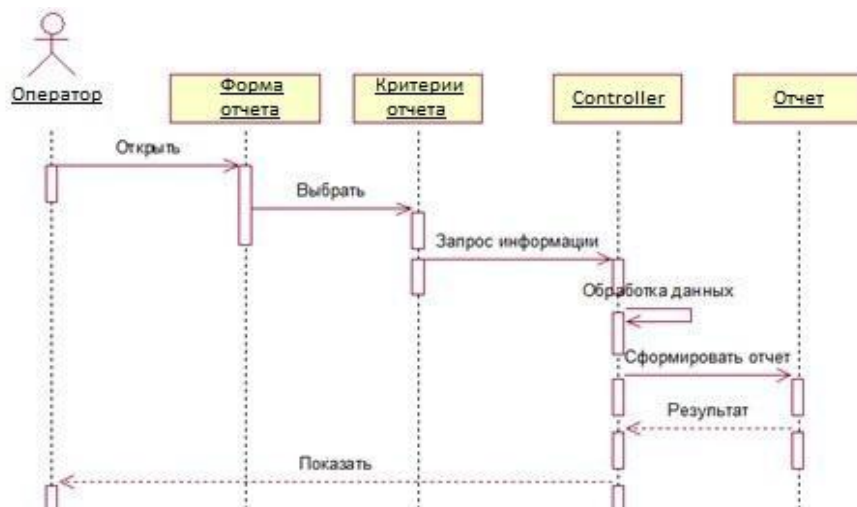 Оператор
Форма
отчета
Критерии
отчета
Controller
Отчет
Открыть
Выбрать
Запрос информации
Обработка данных
Сформировать отчет
Результат
Показать